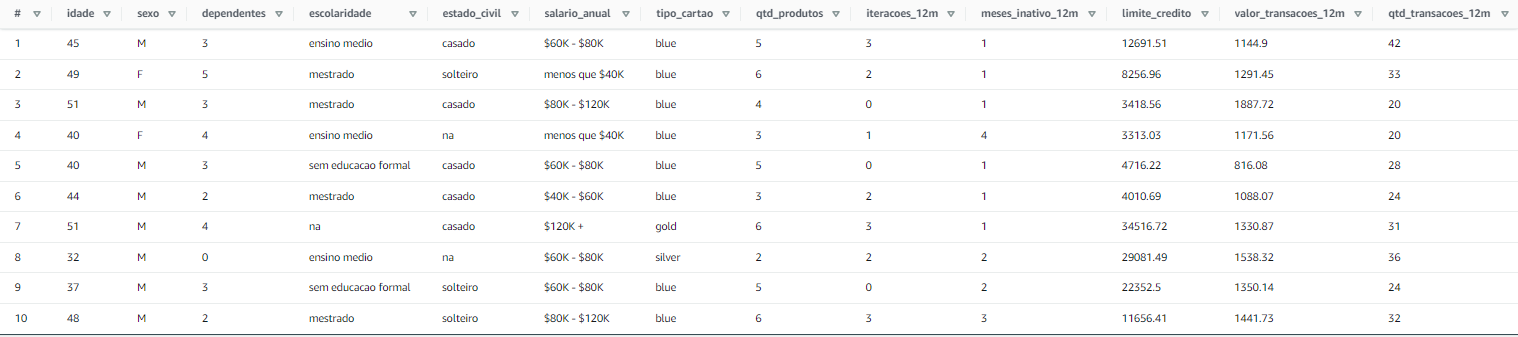 # idade sexo dependentes escolaridade estado_civil salario_anual tipo_cartao qtd_produtos iteracoes_12m meses_inativo_12m limite_credito valor_transacoes_12m qtd_transacoes_12m
1 45 M 3 ensino medio casado $60K - $80K blue 5 3 1 12691.51 1144.9 42
2 49 F 5 mestrado solteiro menos que $40K blue 6 2 1 8256.96 1291.45 33
3 51 M 3 mestrado casado $80K - $120K blue 4 0 1 3418.56 1887.72 20
4 40 F 4 ensino medio na menos que $40K blue 3 1 4 3313.03 1171.56 20
5 40 M 3 sem educacao formal casado $60K - $80K blue 5 0 1 4716.22 816.08 28
6 44 M 2 mestrado casado $40K - $60K blue 3 2 1 4010.69 1088.07 24
7 51 M 4 na casado $120K + gold 6 3 1 34516.72 1330.87 31
8 32 M 0 ensino medio na $60K - $80K silver 2 2 2 29081.49 1538.32 36
9 37 M 3 sem educacao formal solteiro $60K - $80K blue 5 0 2 22352.5 1350.14 24
10 48 M 2 mestrado solteiro $80K - $120K blue 6 3 3 11656.41 1441.73 32